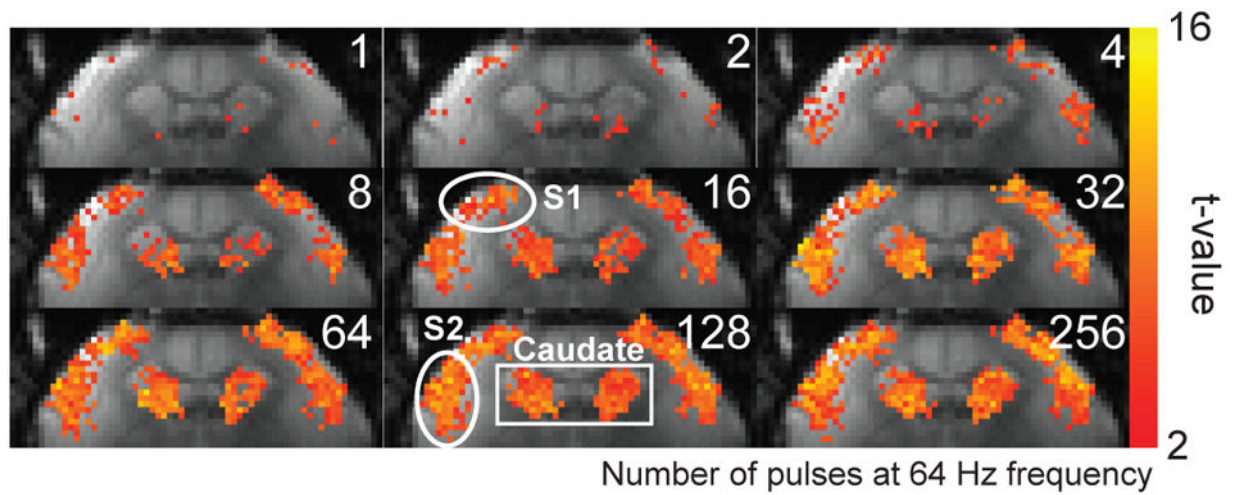 1
2
4
16
8
S1
16
32
t-value
S2
64
Caudate
128
256
2
Number of pulses at 64 Hz frequency